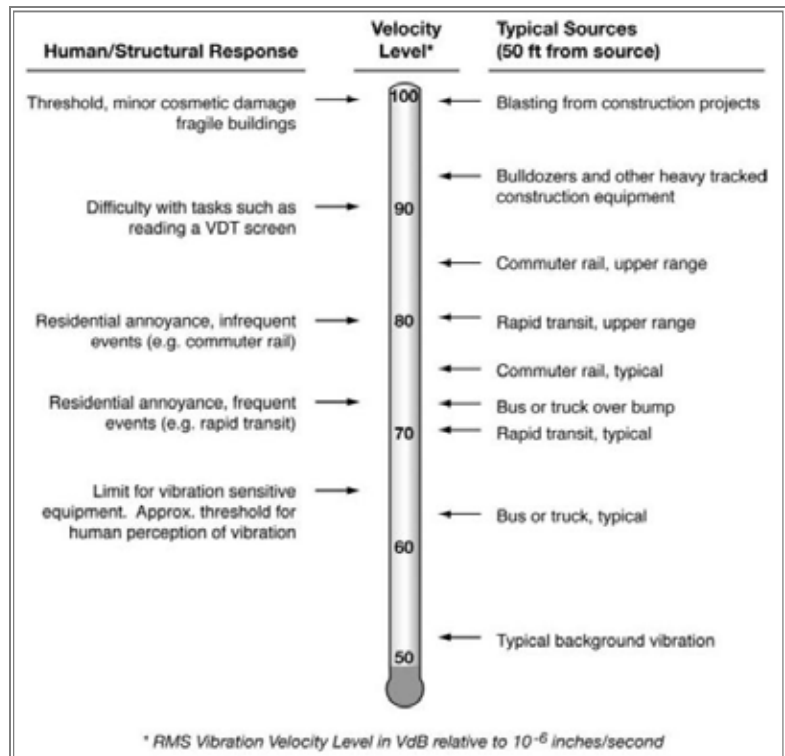 Human/Structural Response
Velocity
Level*
Typical Sources
(50 ft from source)
Threshold, minor cosmetic damage
fragile buildings
100
Blasting from construction projects
Bulldozers and other heavy tracked
construction equipment
Difficulty with tasks such as
reading a VDT screen
90
Commuter rail, upper range
Residential annoyance, infrequent
events (e.g. commuter rail)
80
Rapid transit, upper range
Commuter rail, typical
Residential annoyance, frequent
events (e.g. rapid transit)
Bus or truck over bump
70
Rapid transit, typical
Limit for vibration sensitive
equipment. Approx. threshold for
human perception of vibration
Bus or truck, typical
60
Typical background vibration
50
* RMS Vibration Velocity Level in VdB relative to 10⁻⁶ inches/second